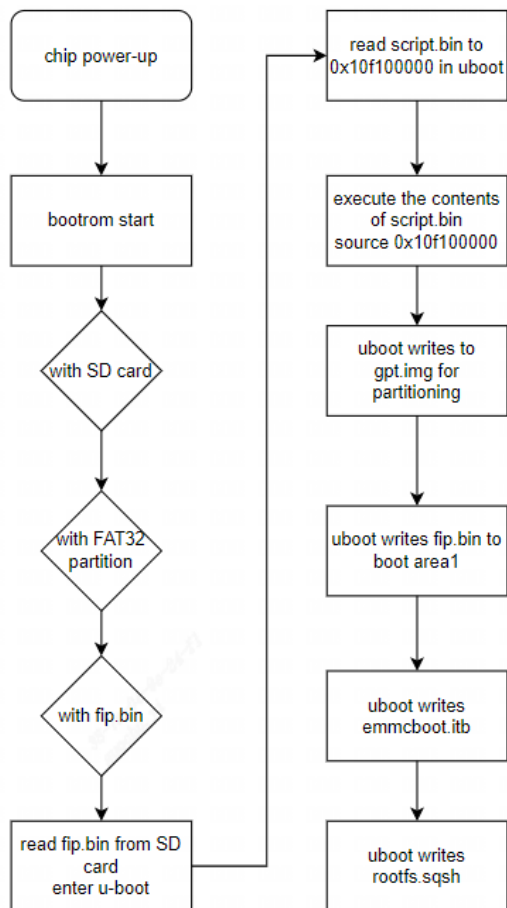 chip power-up
bootrom start
with SD card
with FAT32
partition
with fip.bin
read fip.bin from SD
card
enter u-boot
read script.bin to
0x10f100000 in uboot
execute the contents
of script.bin
source 0x10f100000
uboot writes to
gpt.img for
partitioning
uboot writes fip.bin to
boot area1
uboot writes
emmcboot.itb
uboot writes
rootfs.sqsh